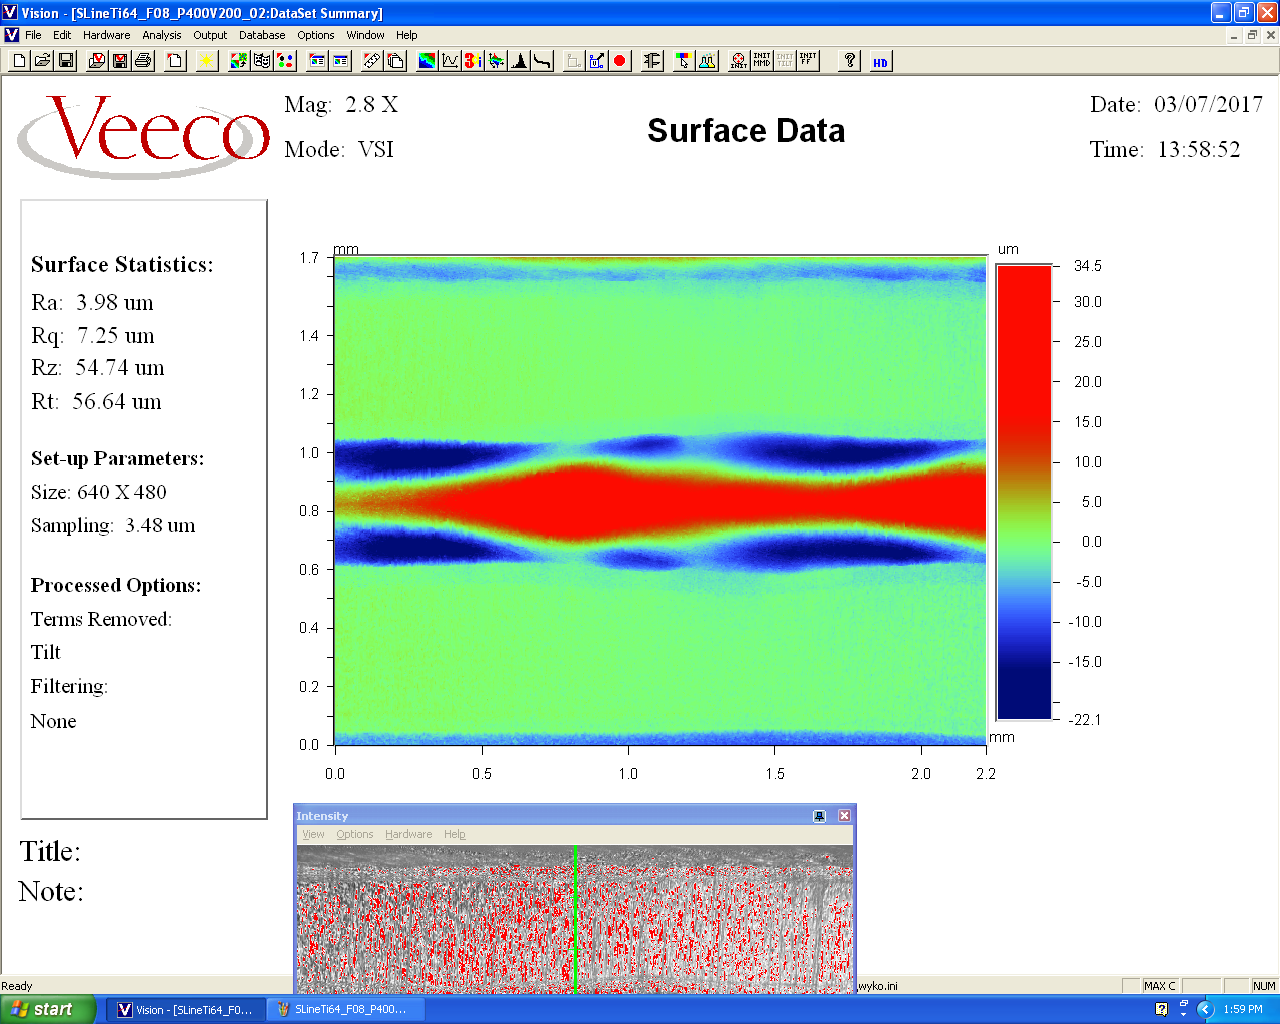 Vision - [SLineTi64_F08_P400V200_02:DataSet Summary]
File Edit Hardware Analysis Output Database Options Window Help
INIT INIT MMD INIT TILT INIT FF ? HD
Veeco
Mag: 2.8 X
Mode: VSI
Surface Data
Date: 03/07/2017
Time: 13:58:52
Surface Statistics:
Ra: 3.98 um
Rq: 7.25 um
Rz: 54.74 um
Rt: 56.64 um
Set-up Parameters:
Size: 640 X 480
Sampling: 3.48 um
Processed Options:
Terms Removed:
Tilt
Filtering:
None
Title:
Note:
mm
1.7
1.4
1.2
1.0
0.8
0.6
0.4
0.2
0.0
0.0 0.5 1.0 1.5 2.0 2.2
mm
um
34.5
30.0
25.0
20.0
15.0
10.0
5.0
0.0
-5.0
-10.0
-15.0
-22.1
Intensity
View Options Hardware Help
Ready
wyko.ini
MAX C
NUM
start
Vision - [SLineTi64_F0...
SLineTi64_F08_P400...
1:59 PM